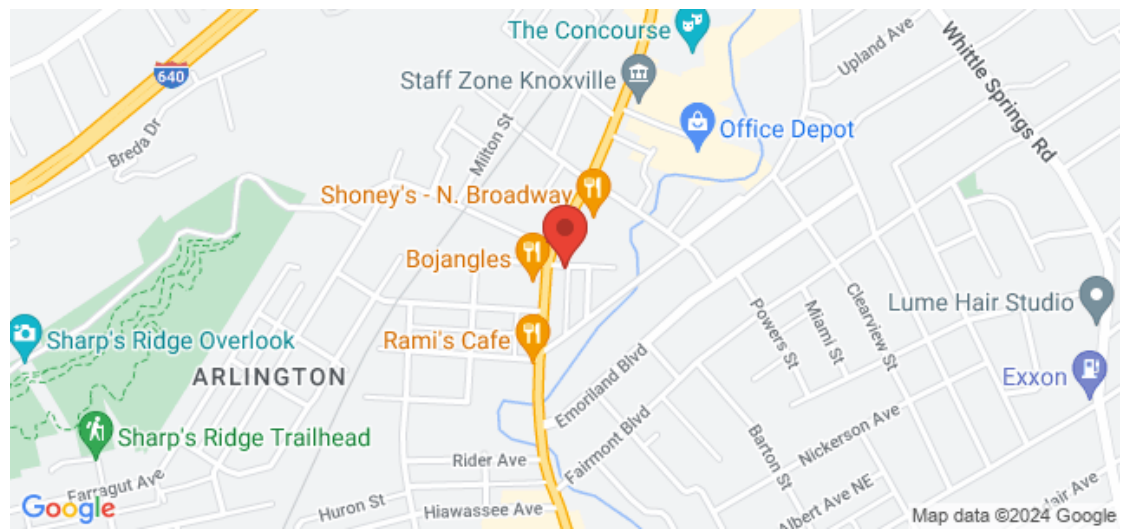 The Concourse
Upland Ave
Whittle Springs Rd
640
Staff Zone Knoxville
Milton St
Office Depot
Breda Dr
Shoney's - N. Broadway
Bojangles
Lume Hair Studio
Powers St
Miami St
Clearview St
Sharp's Ridge Overlook
Rami's Cafe
ARLINGTON
Emoriland Blvd
Exxon
Sharp's Ridge Trailhead
Fairmont Blvd
Barton St
Nickerson Ave
Rider Ave
Farragut Ave
Huron St
Hiawassee Ave
Albert Ave NE
Google
Map data ©2024 Google